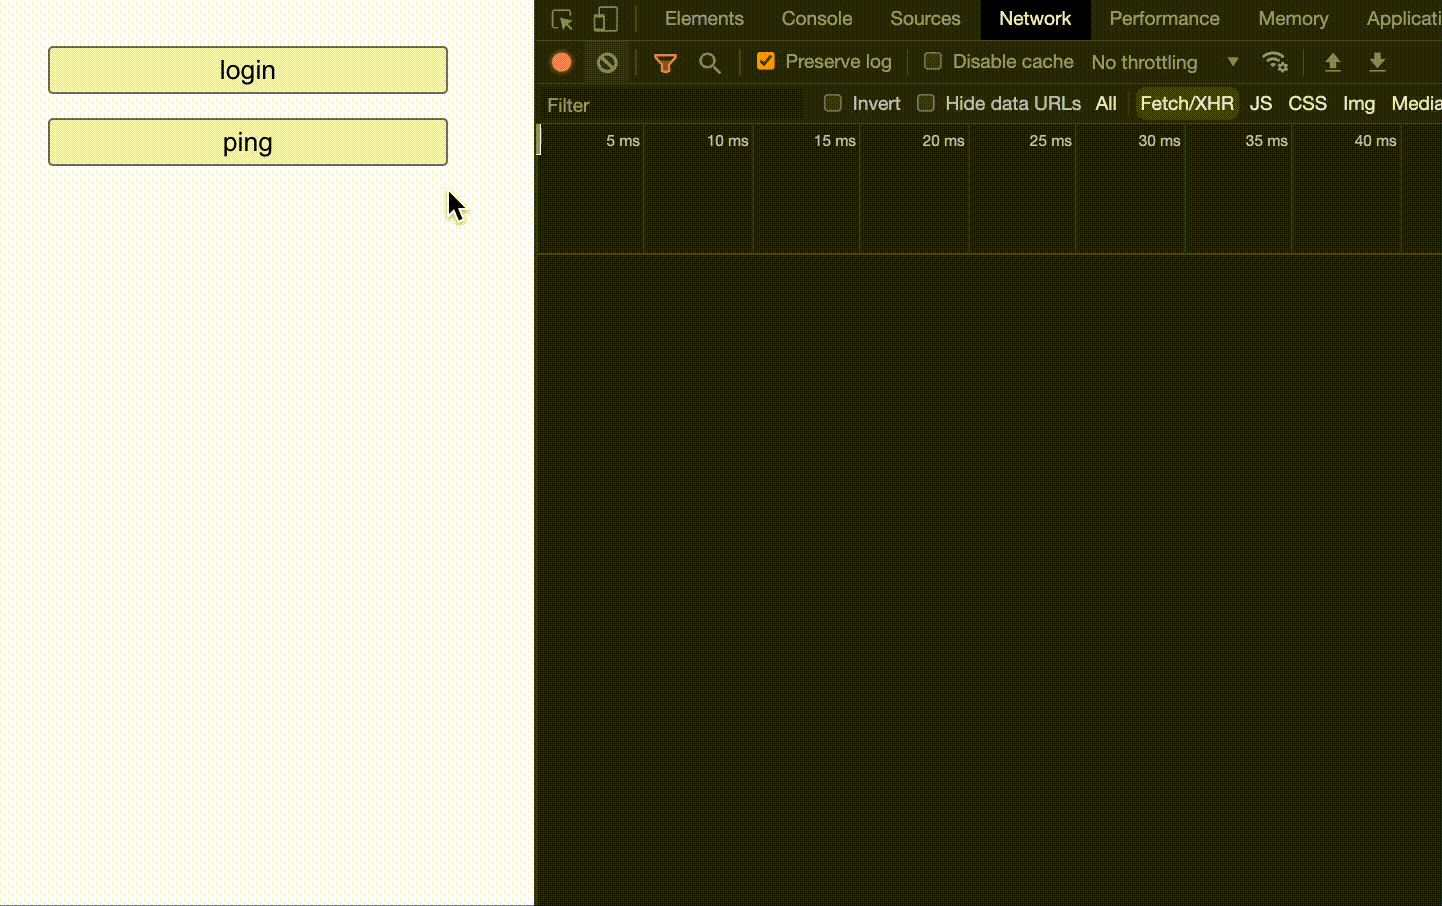 login
ping
Elements Console Sources Network Performance Memory Applicati
Preserve log Disable cache No throttling
Filter Invert Hide data URLs All Fetch/XHR JS CSS Img Media
5 ms 10 ms 15 ms 20 ms 25 ms 30 ms 35 ms 40 ms